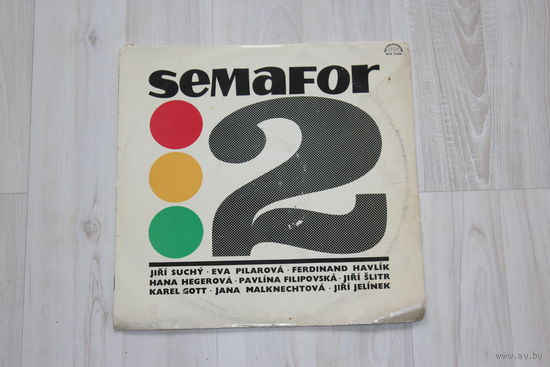 semafor
2
JIŘÍ SUCHÝ · EVA PILAROVÁ · FERDINAND HAVLÍK
HANA HEGEROVÁ · PAVLÍNA FILIPOVSKÁ · JIŘÍ ŠLITR
KAREL GOTT · JANA MALKNECHTOVÁ · JIŘÍ JELÍNEK
© www.ay.by